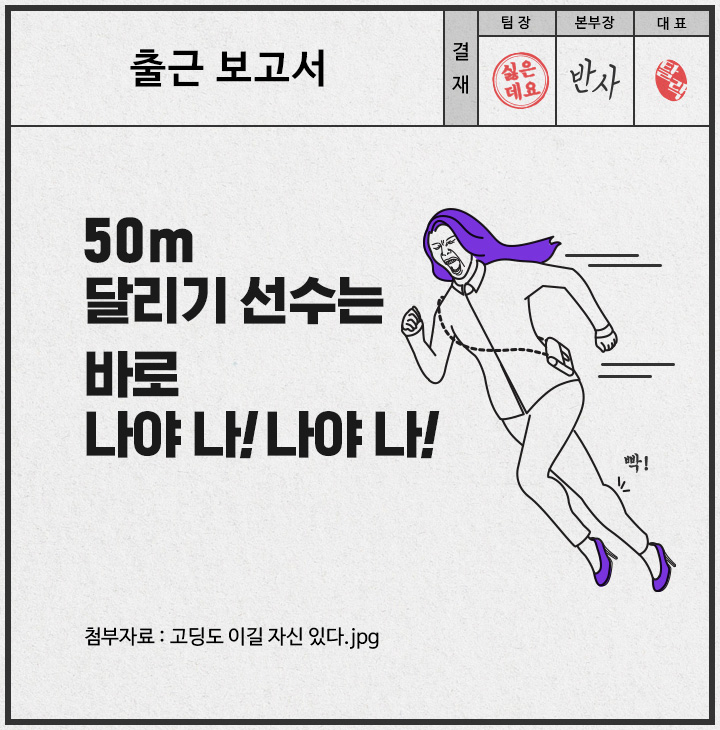 출근 보고서
결
재
팀 장
본부장
대 표
싫은
데요
반사
탈락
50m
달리기 선수는
바로
나야 나! 나야 나!
빡!
첨부자료 : 고딩도 이길 자신 있다.jpg